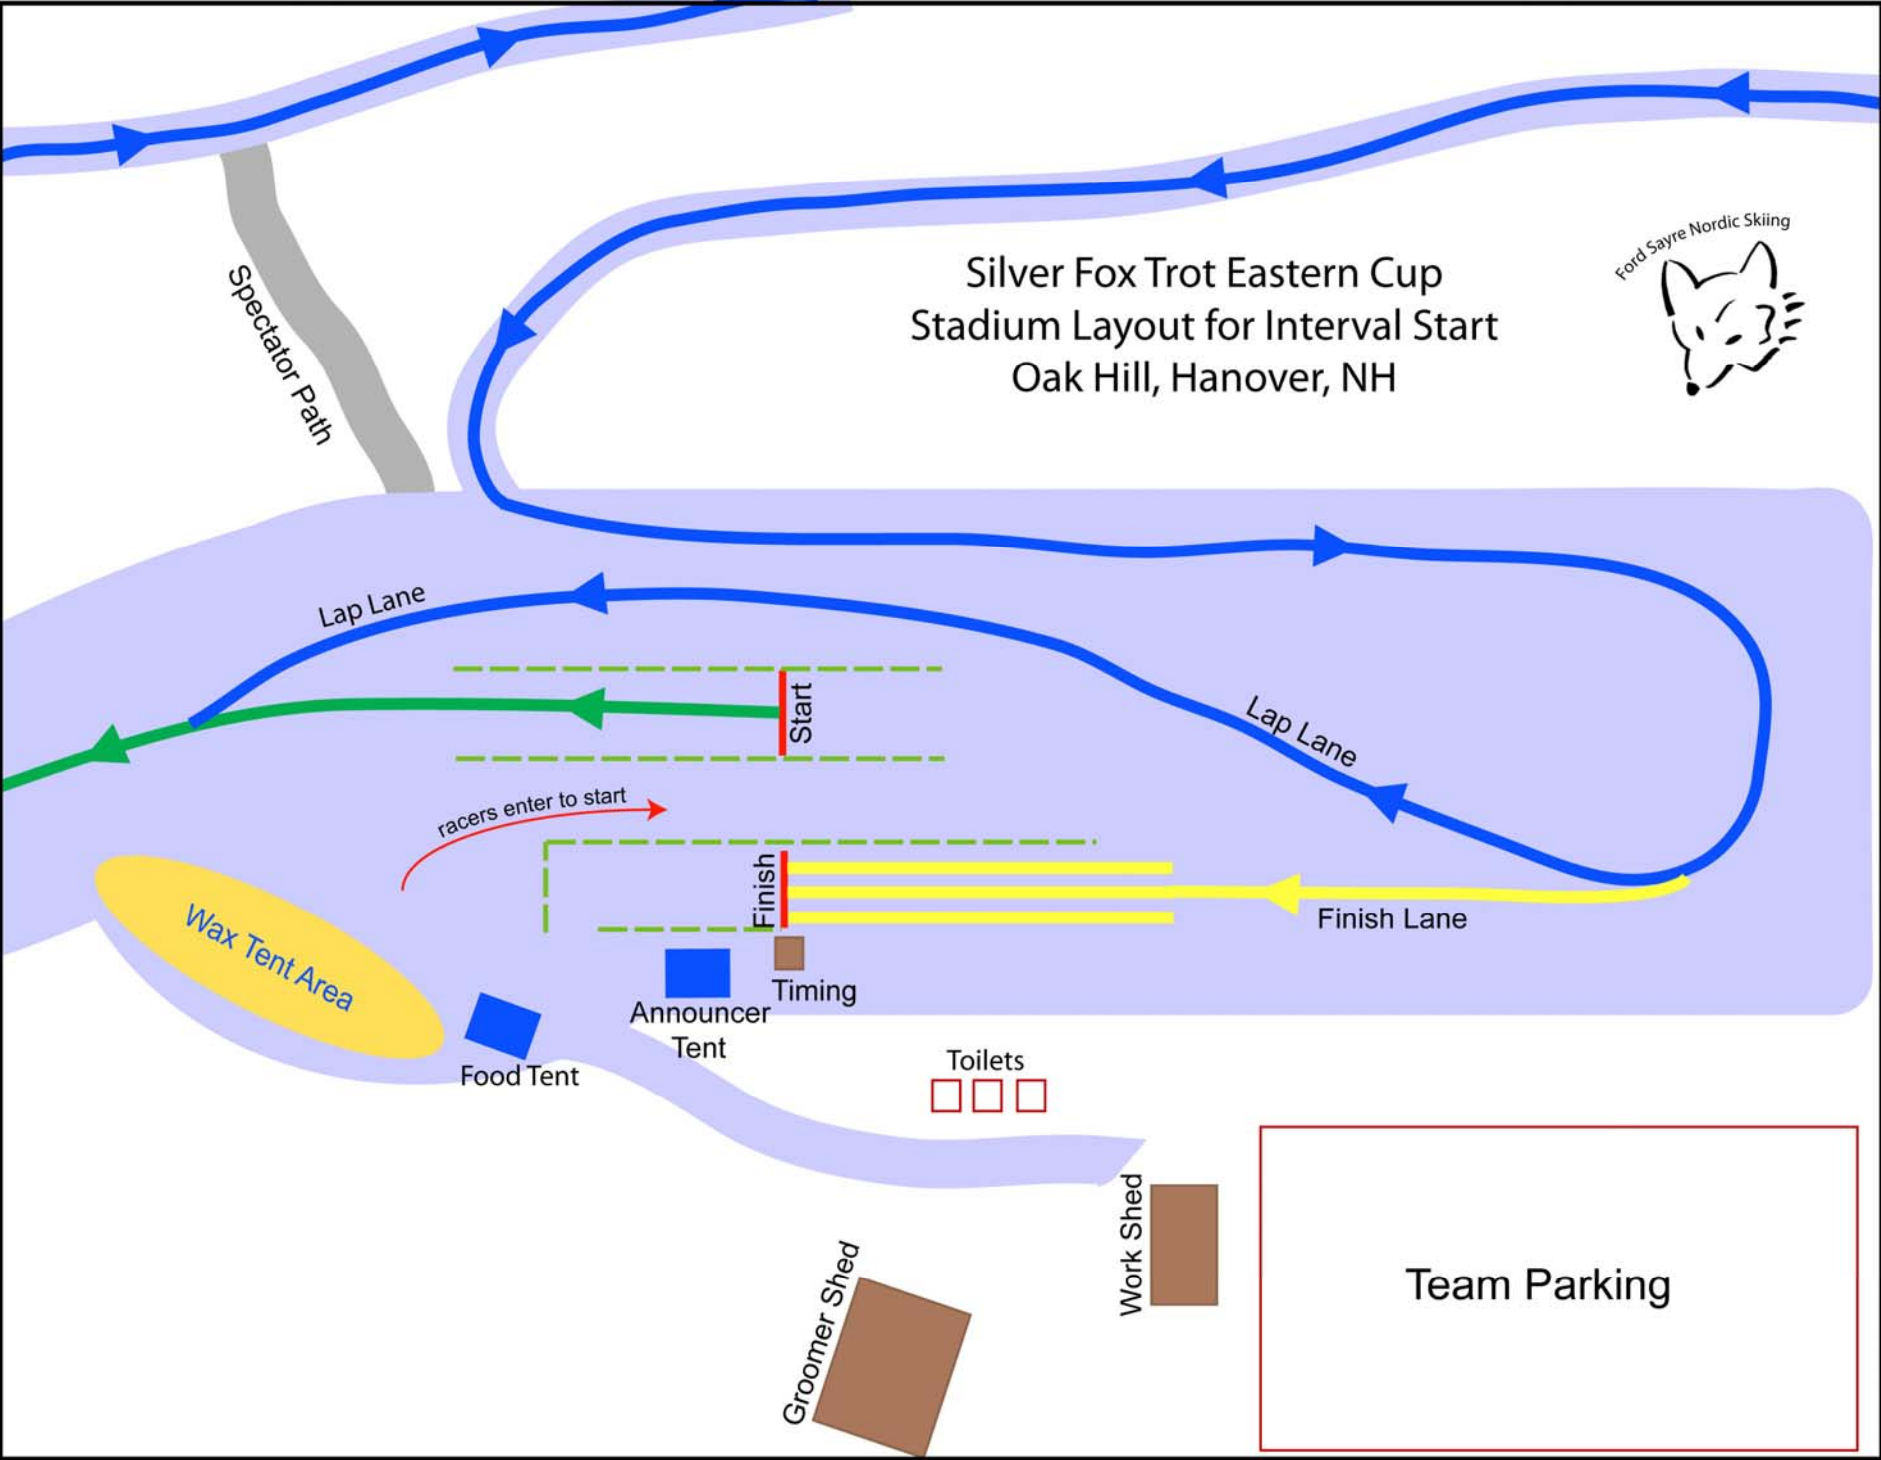 Ford Sayre Nordic Skiing
Silver Fox Trot Eastern Cup
Stadium Layout for Interval Start
Oak Hill, Hanover, NH
Spectator Path
Lap Lane
Start
Lap Lane
racers enter to start
Finish
Finish Lane
Wax Tent Area
Timing
Announcer
Tent
Food Tent
Toilets
Work Shed
Groomer Shed
Team Parking